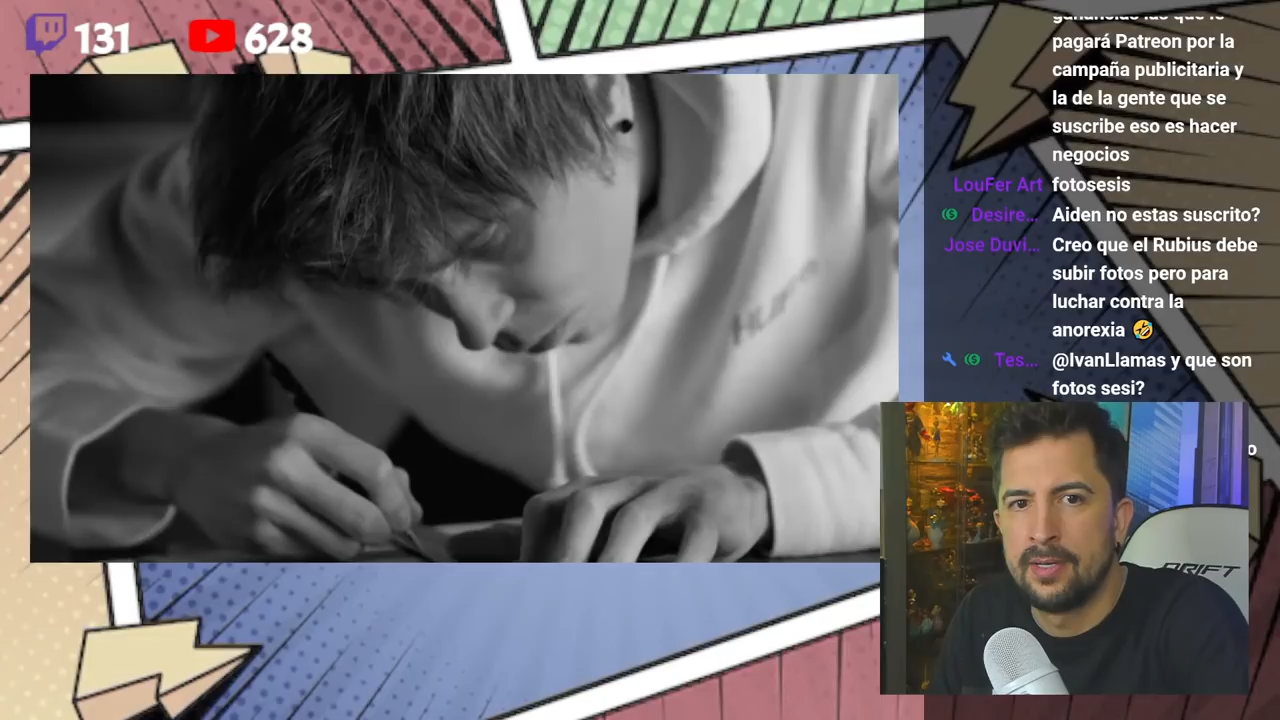 131
628
pagará Patreon por la
campaña publicitaria y
la de la gente que se
suscribe eso es hacer
negocios
LouFer Art fotosesis
Desire... Aiden no estas suscrito?
Jose Duvi... Creo que el Rubius debe
subir fotos pero para
luchar contra la
anorexia 🤣
Tes... @IvanLlamas y que son
fotos sesi?
DRIFT